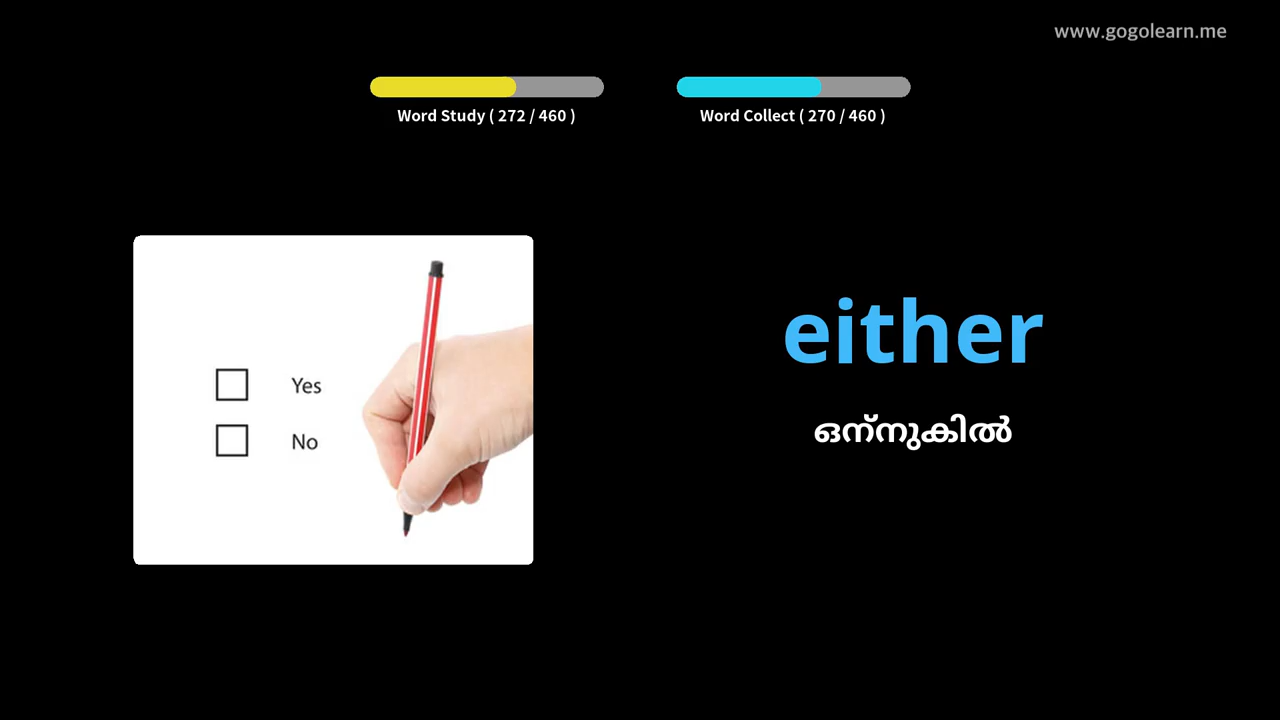 www.gogolearn.me
Word Study ( 272 / 460 )
Word Collect ( 270 / 460 )
Yes
No
either
ഒന്നുകിൽ